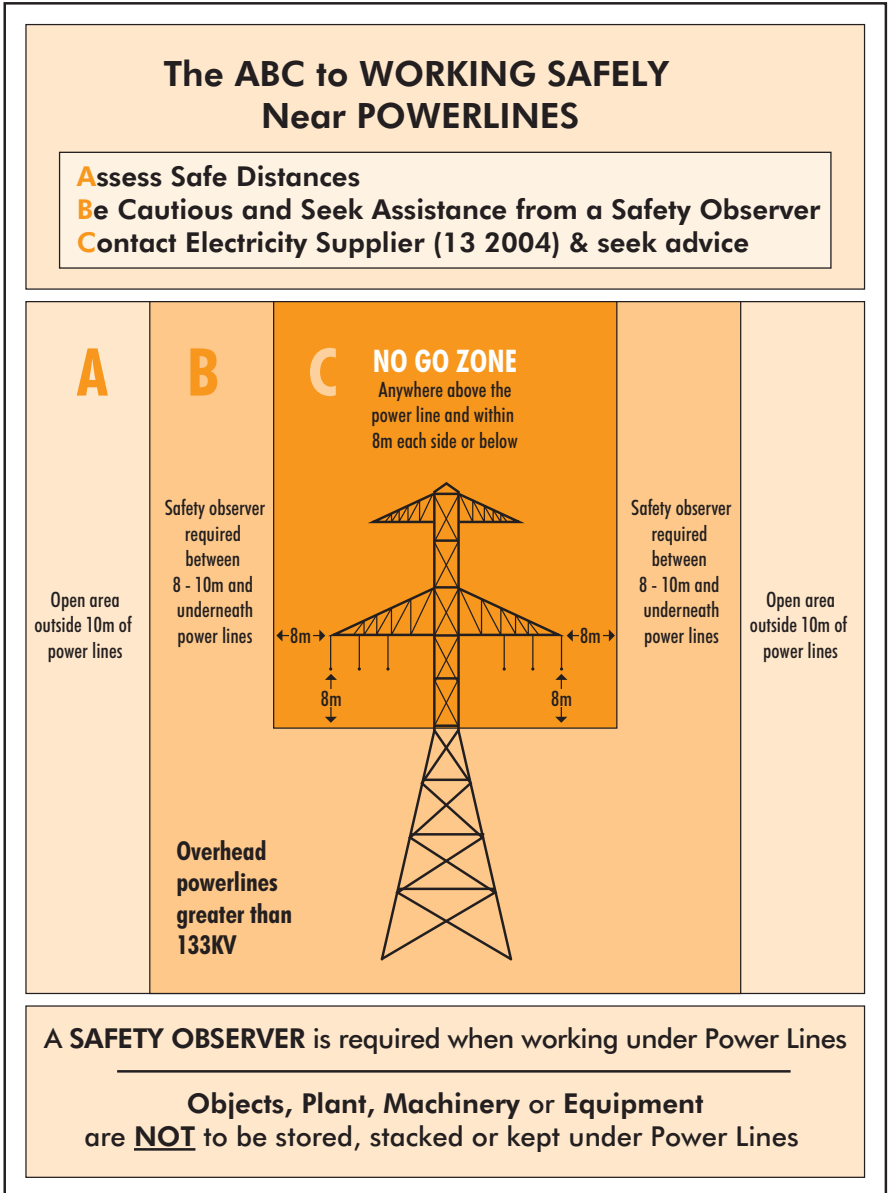 The ABC to WORKING SAFELY
Near POWERLINES
Assess Safe Distances
Be Cautious and Seek Assistance from a Safety Observer
Contact Electricity Supplier (13 2004) & seek advice
A
B
C
NO GO ZONE
Anywhere above the
power line and within
8m each side or below
Open area
outside 10m of
power lines
Safety observer
required
between
8 - 10m and
underneath
power lines
8m
8m
8m
8m
Safety observer
required
between
8 - 10m and
underneath
power lines
Open area
outside 10m of
power lines
Overhead
powerlines
greater than
133KV
A SAFETY OBSERVER is required when working under Power Lines
Objects, Plant, Machinery or Equipment
are NOT to be stored, stacked or kept under Power Lines